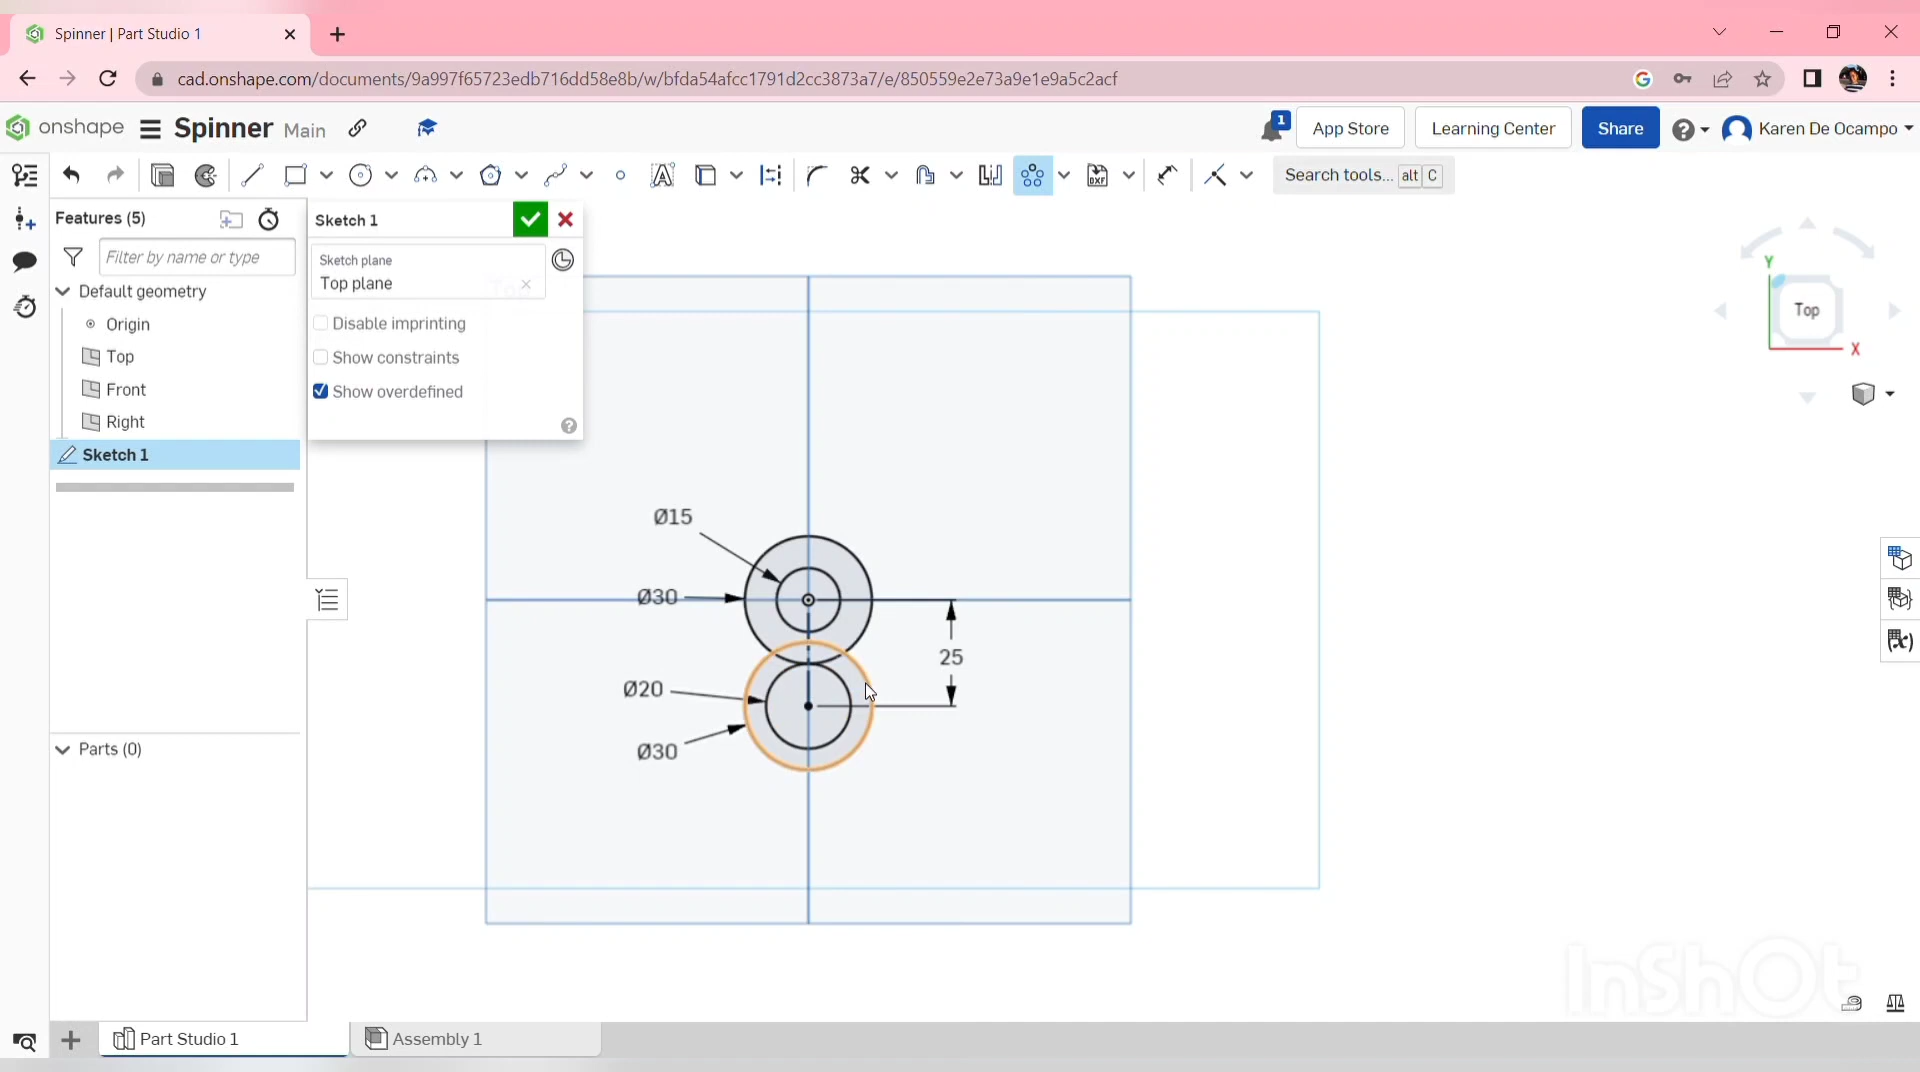 Spinner | Part Studio 1
cad.onshape.com/documents/9a997f65723edb716dd58e8b/w/bfda54afcc1791d2cc3873a7/e/850559e2e73a9e1e9a5c2acf
onshape Spinner Main 1 App Store Learning Center Share Karen De Ocampo
DXF Search tools... alt C
Features (5)
Filter by name or type
Default geometry
Origin
Top
Front
Right
Sketch 1
Parts (0)
Sketch 1
Sketch plane
Top plane
Disable imprinting
Show constraints
Show overdefined
Top
Y
Top
X
Ø15
Ø30
25
Ø20
Ø30
InShOt
Part Studio 1
Assembly 1